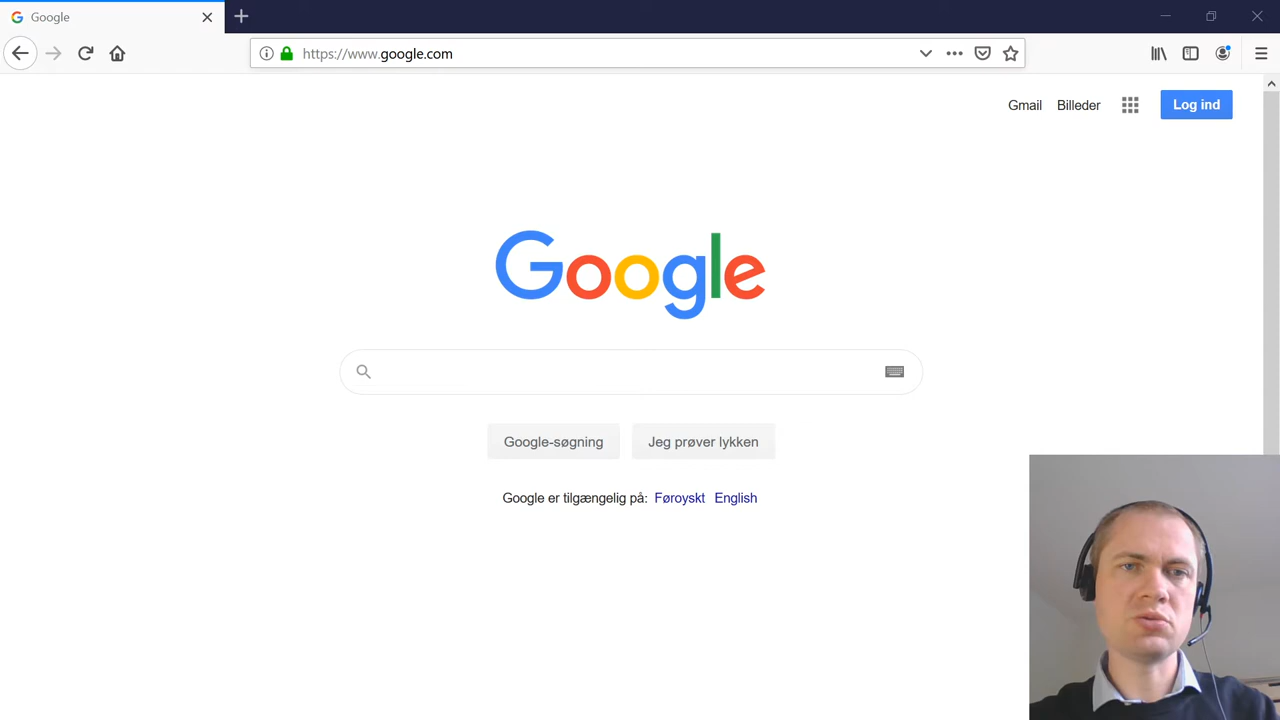 Google
https://www.google.com
Gmail Billeder Log ind
Google
Google-søgning Jeg prøver lykken
Google er tilgængelig på: Føroyskt English